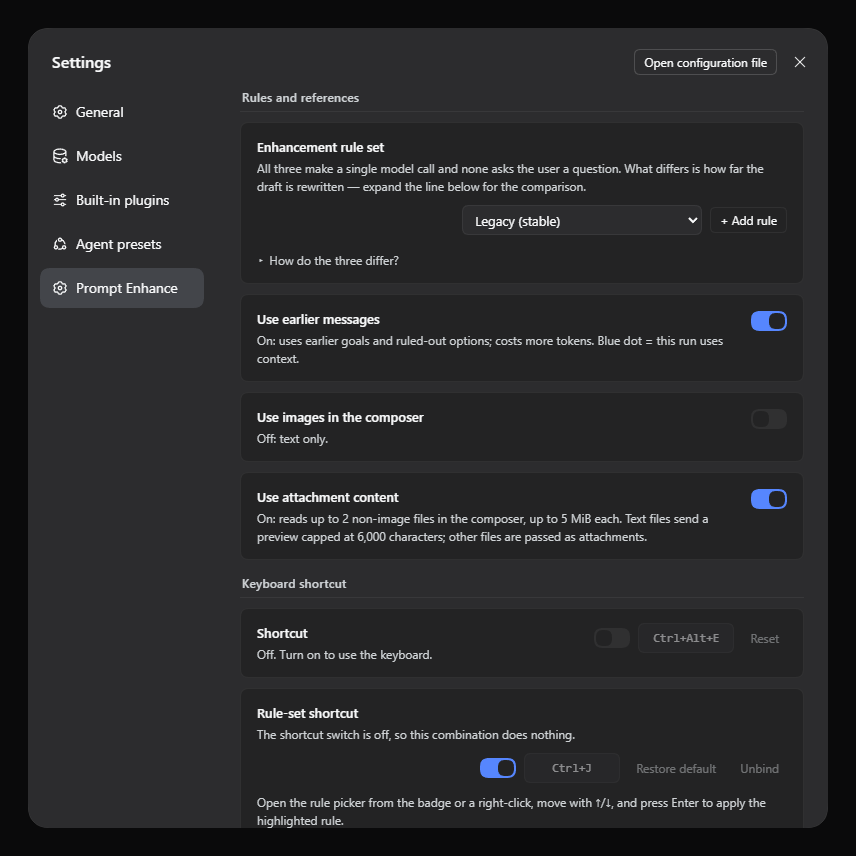 Settings
Open configuration file
General
Models
Built-in plugins
Agent presets
Prompt Enhance
Rules and references
Enhancement rule set
All three make a single model call and none asks the user a question. What differs is how far the
draft is rewritten — expand the line below for the comparison.
Legacy (stable)
+ Add rule
How do the three differ?
Use earlier messages
On: uses earlier goals and ruled-out options; costs more tokens. Blue dot = this run uses
context.
Use images in the composer
Off: text only.
Use attachment content
On: reads up to 2 non-image files in the composer, up to 5 MiB each. Text files send a
preview capped at 6,000 characters; other files are passed as attachments.
Keyboard shortcut
Shortcut
Off. Turn on to use the keyboard.
Ctrl+Alt+E
Reset
Rule-set shortcut
The shortcut switch is off, so this combination does nothing.
Ctrl+J
Restore default
Unbind
Open the rule picker from the badge or a right-click, move with ↑/↓, and press Enter to apply the
highlighted rule.